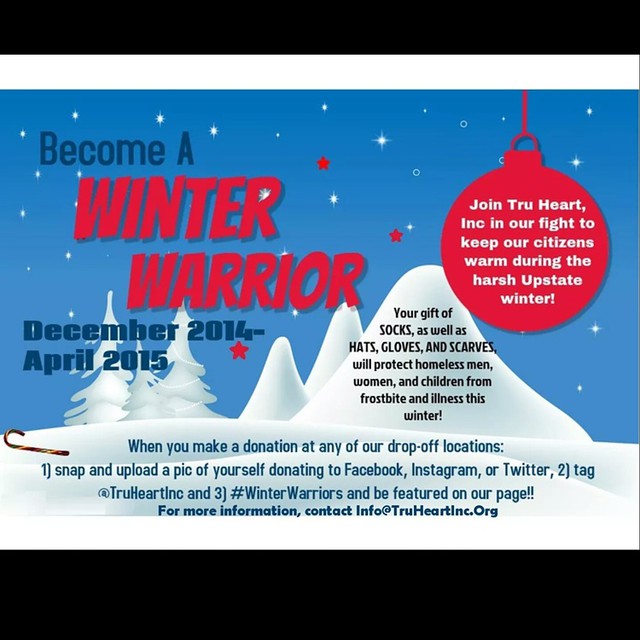 Become A
WINTER
WARRIOR
December 2014-
April 2015
Join Tru Heart,
Inc in our fight to
keep our citizens
warm during the
harsh Upstate
winter!
Your gift of
SOCKS, as well as
HATS, GLOVES, AND SCARVES,
will protect homeless men,
women, and children from
frostbite and illness this
winter!
When you make a donation at any of our drop-off locations:
1) snap and upload a pic of yourself donating to Facebook, Instagram, or Twitter, 2) tag
@TruHeartInc and 3) #WinterWarriors and be featured on our page!!
For more information, contact Info@TruHeartInc.Org